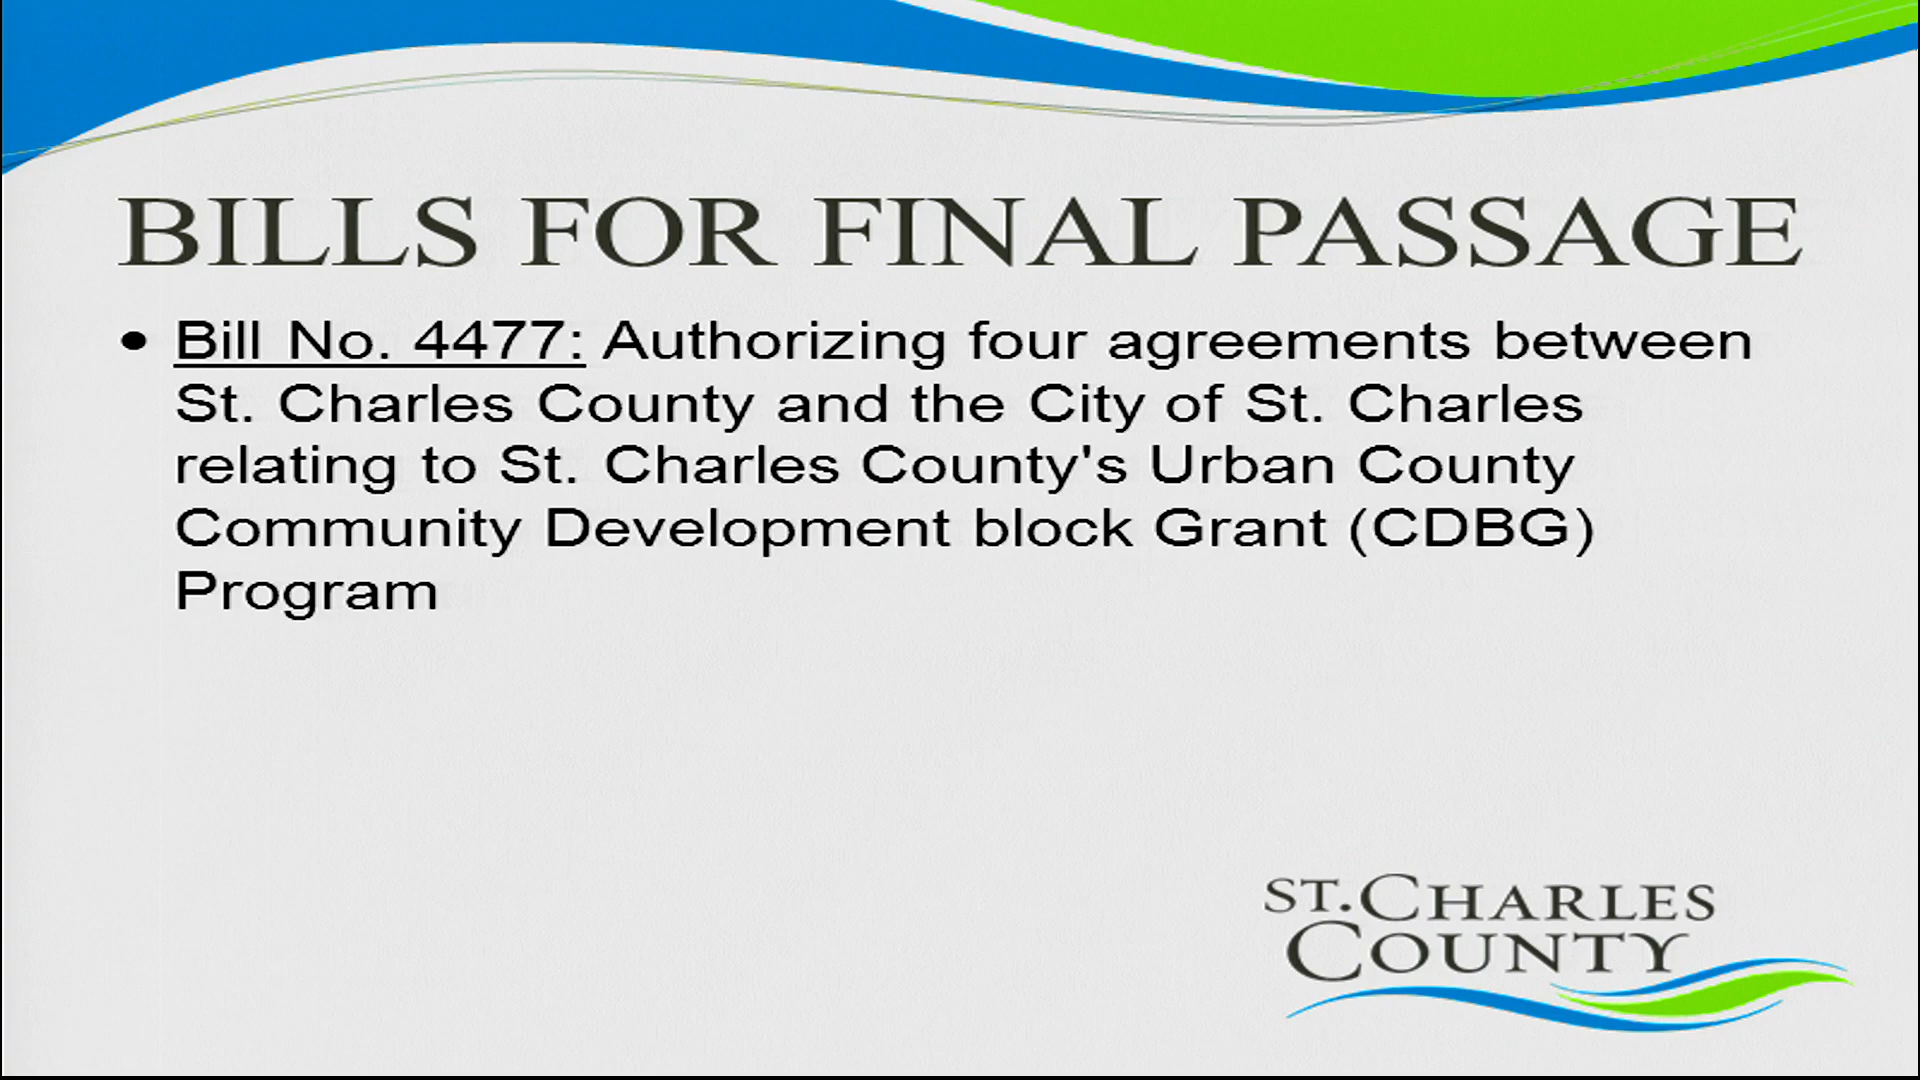 BILLS FOR FINAL PASSAGE
• Bill No. 4477: Authorizing four agreements between
St. Charles County and the City of St. Charles
relating to St. Charles County's Urban County
Community Development block Grant (CDBG)
Program
ST. CHARLES
COUNTY